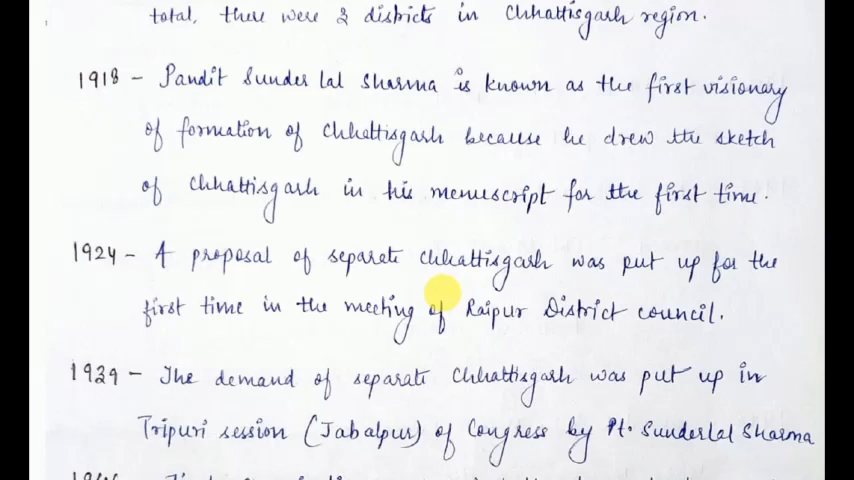 total, there were 3 districts in Chhattisgarh region.
1918 - Pandit Sunder lal Sharma is known as the first visionary
of formation of Chhattisgarh because he drew the sketch
of Chhattisgarh in his menuscript for the first time.
1924 - A proposal of separate Chhattisgarh was put up for the
first time in the meeting of Raipur District council.
1939 - The demand of separate Chhattisgarh was put up in
Tripuri session (Jabalpur) of Congress by Pt. Sunderlal Sharma